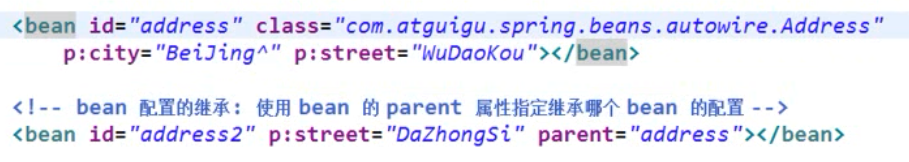 <bean id="address" class="com.atguigu.spring.beans.autowire.Address"
p:city="BeiJing^" p:street="WuDaoKou"></bean>
<!-- bean 配置的继承: 使用 bean 的 parent 属性指定继承哪个 bean 的配置 -->
<bean id="address2" p:street="DaZhongSi" parent="address"></bean>